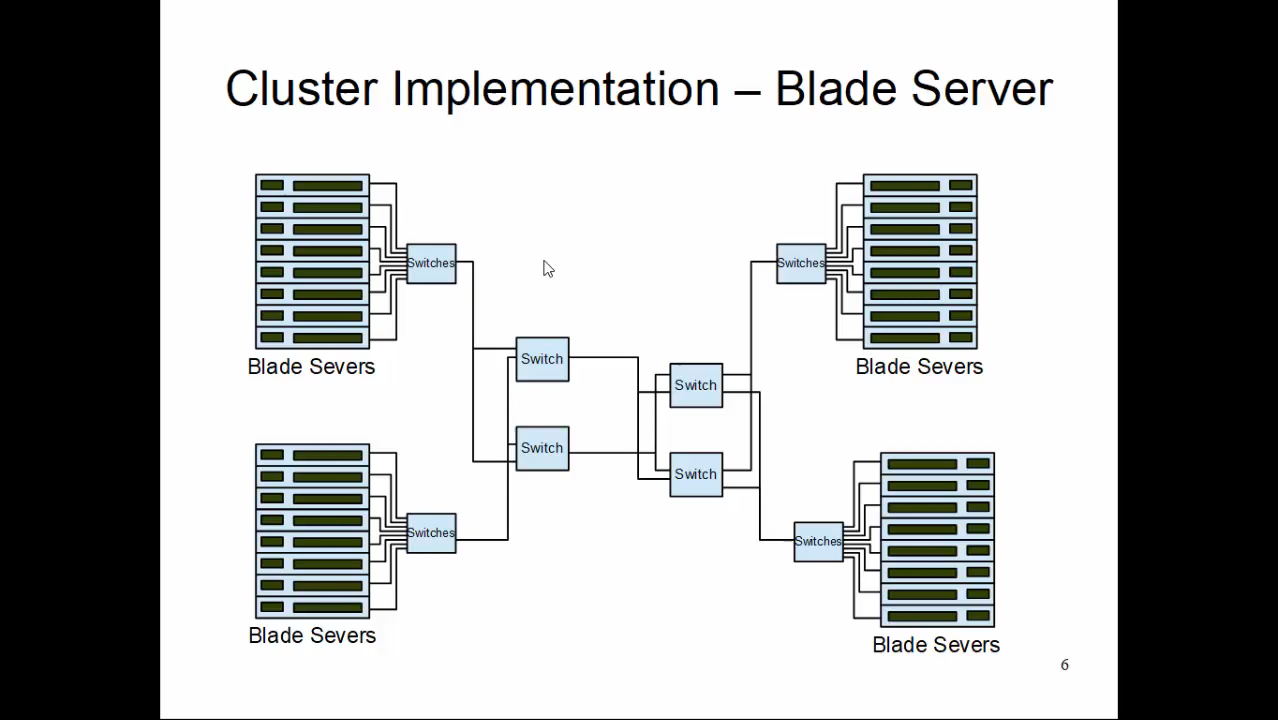 Cluster Implementation – Blade Server
Switches
Switches
Blade Severs
Blade Severs
Switch
Switch
Switch
Switch
Switches
Switches
Blade Severs
Blade Severs
6